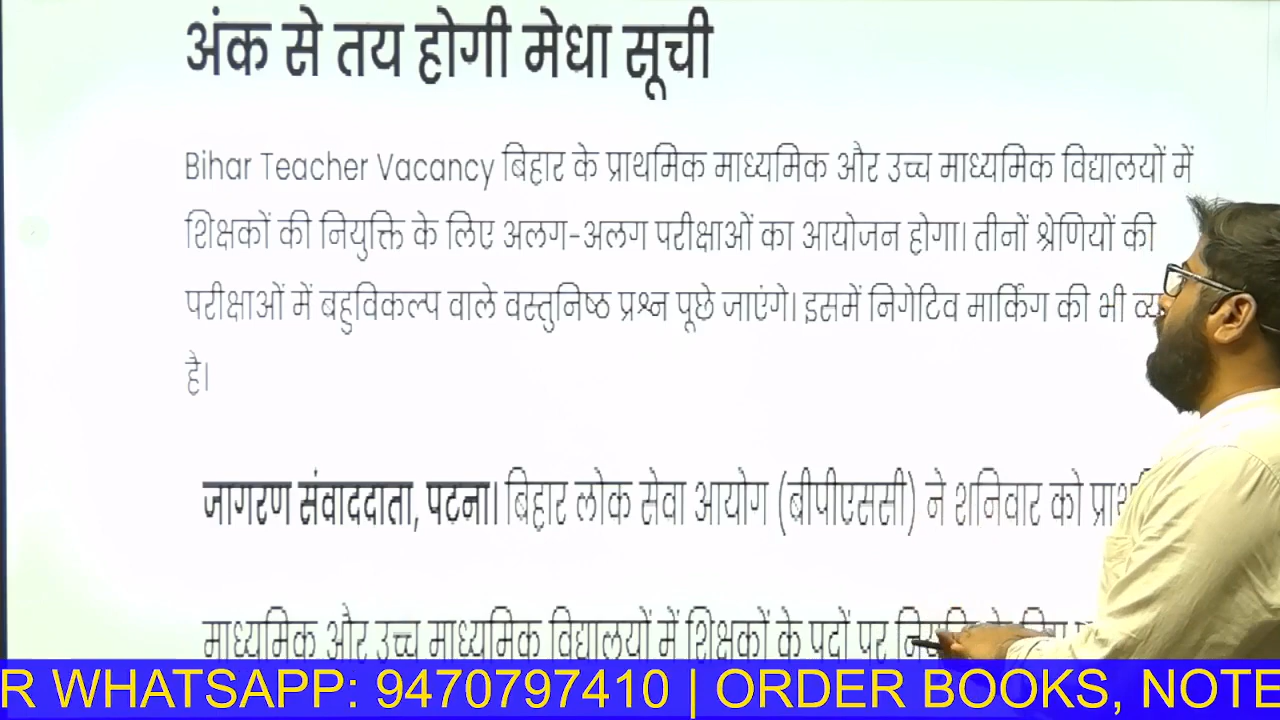 अंक से तय होगी मेधा सूची
Bihar Teacher Vacancy बिहार के प्राथमिक माध्यमिक और उच्च माध्यमिक विद्यालयों में
शिक्षकों की नियुक्ति के लिए अलग-अलग परीक्षाओं का आयोजन होगा। तीनों श्रेणियों की
परीक्षाओं में बहुविकल्प वाले वस्तुनिष्ठ प्रश्न पूछे जाएंगे। इसमें निगेटिव मार्किंग की भी
है।
जागरण संवाददाता, पटना। बिहार लोक सेवा आयोग (बीपीएससी) ने शनिवार को
माध्यमिक और उच्च माध्यमिक विद्यालयों में शिक्षकों के पदों पर
R WHATSAPP: 9470797410 | ORDER BOOKS, NOTE